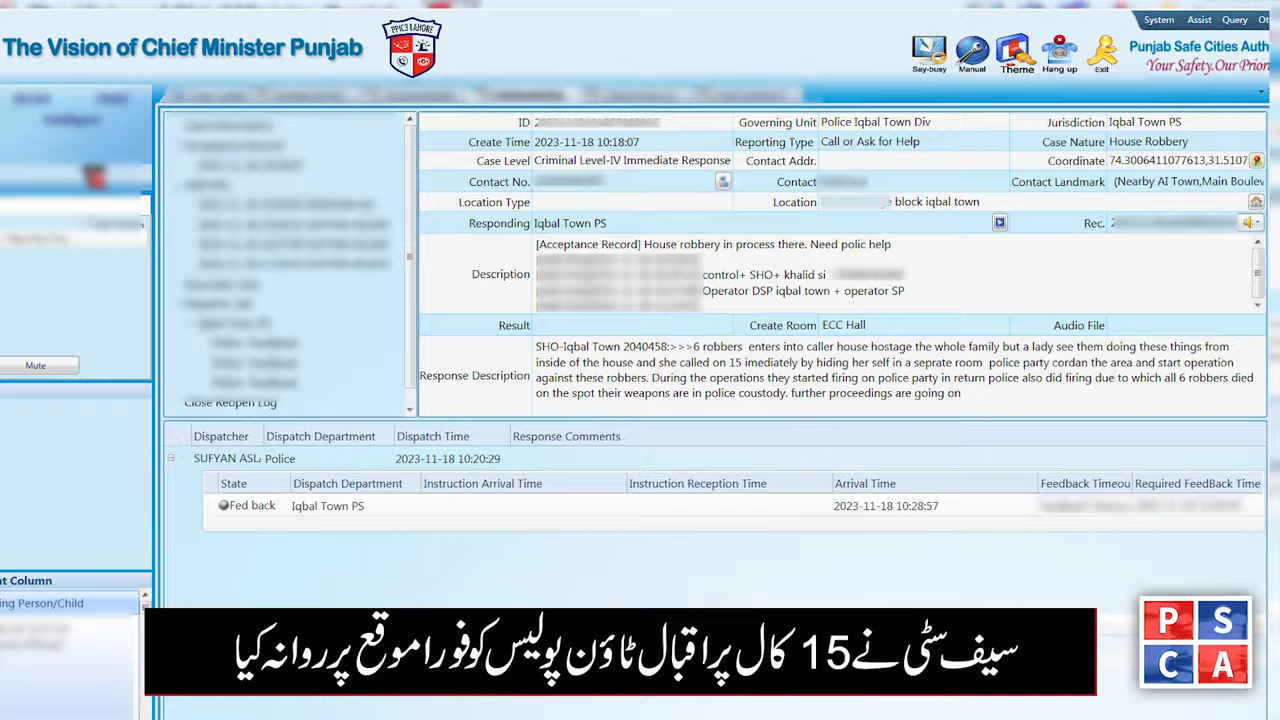 System Assist Query
The Vision of Chief Minister Punjab
PPIC3 LAHORE
Say-busy Manual Theme Hang up Exit
Punjab Safe Cities Auth
Your Safety.Our Prior
ID Governing Unit Police Iqbal Town Div Jurisdiction Iqbal Town PS
Create Time 2023-11-18 10:18:07 Reporting Type Call or Ask for Help Case Nature House Robbery
Case Level Criminal Level-IV Immediate Response Contact Addr. Coordinate 74.3006411077613,31.5107
Contact No. Contact Contact Landmark (Nearby AI Town,Main Boulev
Location Type Location block iqbal town
Responding Iqbal Town PS Rec.
Description [Acceptance Record] House robbery in process there. Need polic help
control+ SHO+ khalid si
Operator DSP iqbal town + operator SP
Result Create Room ECC Hall Audio File
Response Description SHO-Iqbal Town 2040458:>>>6 robbers enters into caller house hostage the whole family but a lady see them doing these things from
inside of the house and she called on 15 imediately by hiding her self in a seprate room police party cordan the area and start operation
against these robbers. During the operations they started firing on police party in return police also did firing due to which all 6 robbers died
on the spot their weapons are in police coustody. further proceedings are going on
Mute
Close Reopen Log
Dispatcher Dispatch Department Dispatch Time Response Comments
SUFYAN ASL Police 2023-11-18 10:20:29
State Dispatch Department Instruction Arrival Time Instruction Reception Time Arrival Time Feedback Timeou Required FeedBack Time
Fed back Iqbal Town PS 2023-11-18 10:28:57
nt Column
ing Person/Child
سیف سٹی نے 15 کال پر اقبال ٹاؤن پولیس کو فورا موقع پر روانہ کیا
PSCA